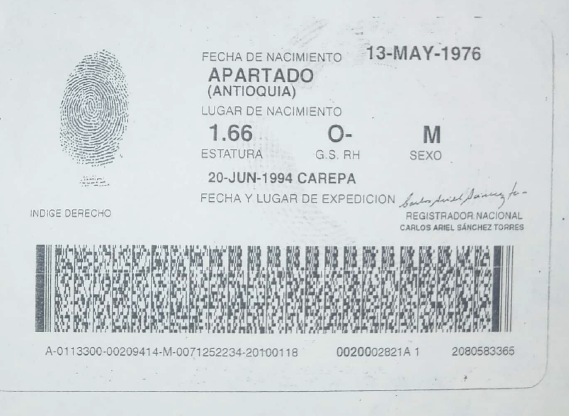 FECHA DE NACIMIENTO 13-MAY-1976
APARTADO
(ANTIOQUIA)
LUGAR DE NACIMIENTO
1.66 O- M
ESTATURA G.S. RH SEXO
20-JUN-1994 CAREPA
FECHA Y LUGAR DE EXPEDICION
INDICE DERECHO
REGISTRADOR NACIONAL
CARLOS ARIEL SÁNCHEZ TORRES
A-0113300-00209414-M-0071252234-20100118 0020002821A 1 2080583365